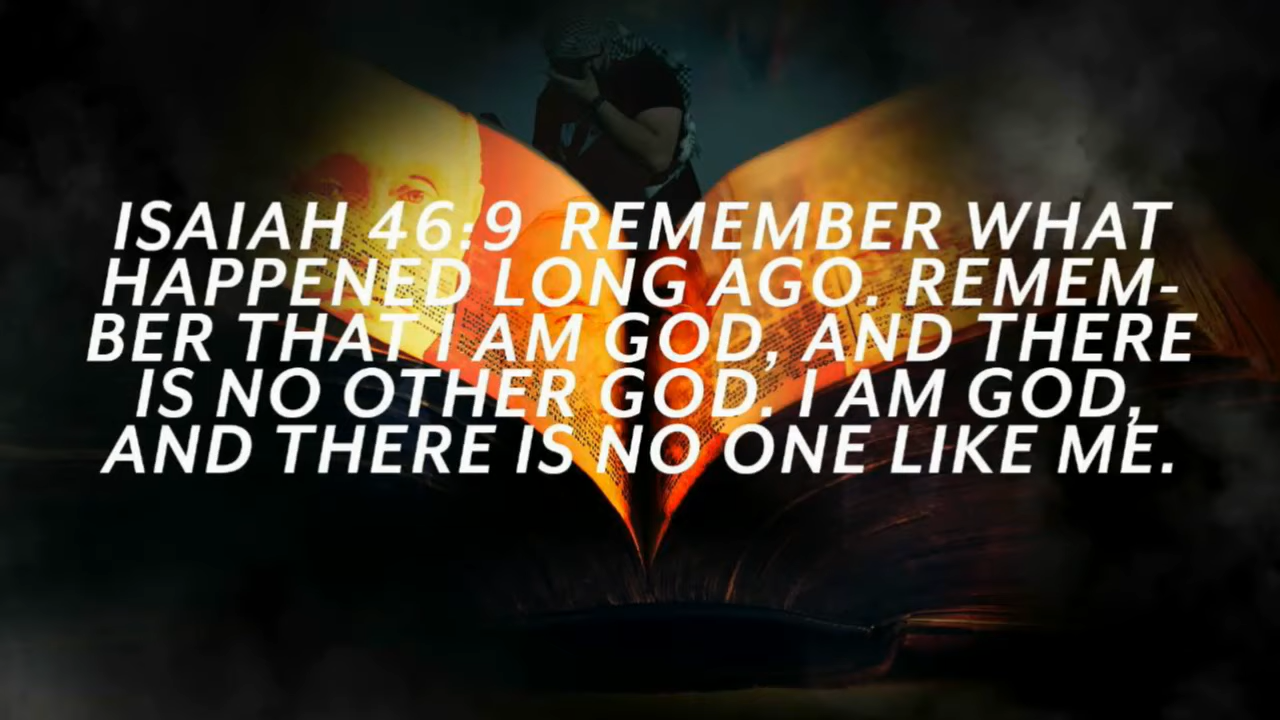 ISAIAH 46:9 REMEMBER WHAT
HAPPENED LONG AGO. REMEM-
BER THAT I AM GOD, AND THERE
IS NO OTHER GOD. I AM GOD,
AND THERE IS NO ONE LIKE ME.